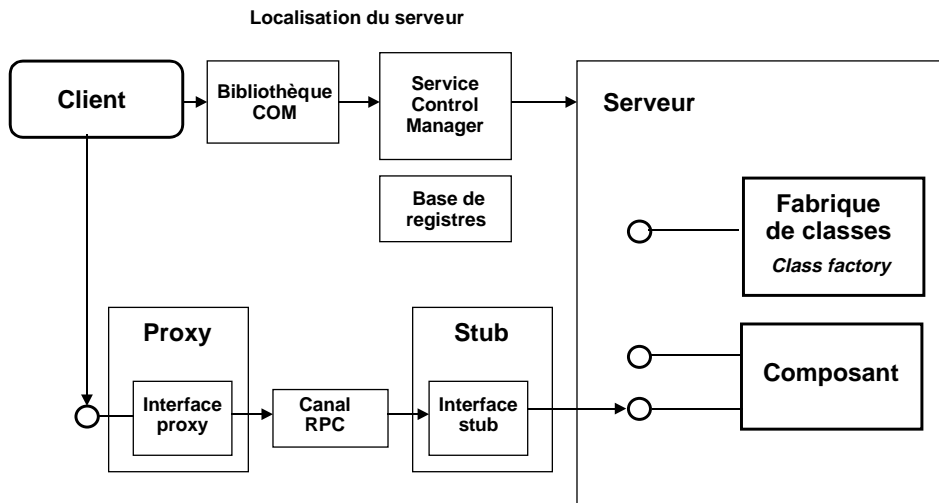 Localisation du serveur
Client
Bibliothèque
COM
Service
Control
Manager
Serveur
Base de
registres
Fabrique
de classes
Class factory
Proxy
Stub
Composant
Interface
proxy
Canal
RPC
Interface
stub